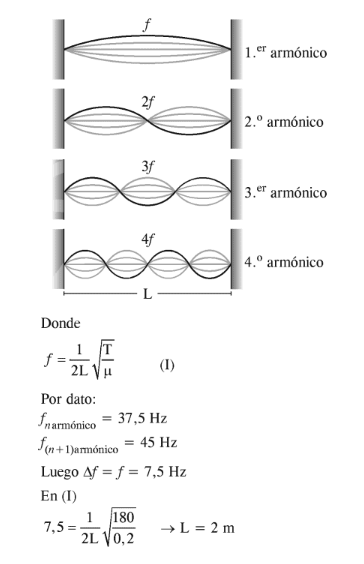 f
1.er armónico
2f
2.º armónico
3f
3.er armónico
4f
4.º armónico
L
Donde
f = 1/2L √T/μ (I)
Por dato:
fn armónico = 37,5 Hz
f(n+1)armónico = 45 Hz
Luego Δf = f = 7,5 Hz
En (I)
7,5 = 1/2L √180/0,2 → L = 2 m